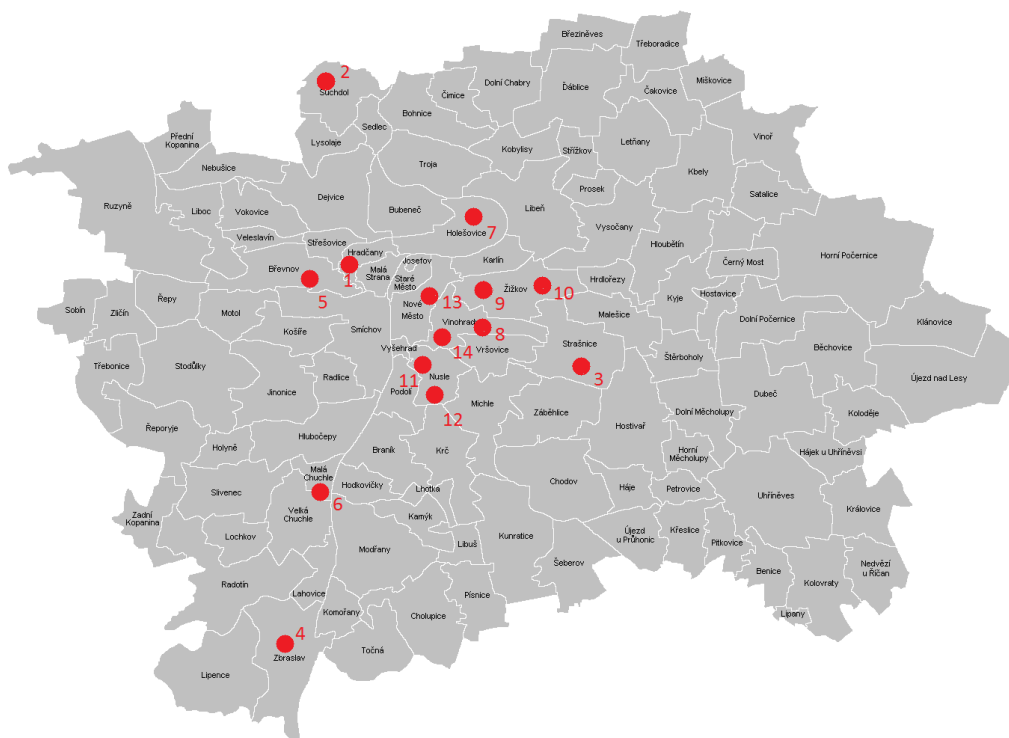 Březiněves
Třeboradice
2
Dolní Chabry
Ďáblice
Miškovice
Suchdol
Čimice
Čakovice
Bohnice
Sedlec
Přední
Kopanina
Lysolaje
Kobylisy
Střížkov
Letňany
Vinoř
Nebušice
Troja
Kbely
Prosek
Satalice
Dejvice
Ruzyně
Liboc
Vokovice
Bubeneč
Libeň
Vysočany
Holešovice
7
Veleslavín
Střešovice
Hloubětín
Hradčany
Josefov
Karlín
Horní Počernice
Černý Most
Břevnov
1
Malá
Strana
Staré
Město
Žižkov
Hrdlořezy
Hostavice
5
Řepy
13
9
10
Kyje
Sobín
Zličín
Motol
Nové
Město
Malešice
Dolní Počernice
Košíře
Smíchov
Vinohrad
8
Klánovice
Vyšehrad
14
Vršovice
Strašnice
Běchovice
Třebonice
Stodůlky
Štěrboholy
3
Radlice
11
Nusle
Újezd nad Lesy
Jinonice
Podolí
Michle
Dubeč
12
Záběhlice
Dolní Měcholupy
Koloděje
Řeporyje
Hlubočepy
Hostivař
Holyně
Braník
Krč
Horní
Měcholupy
Hájek u Uhříněvsi
Malá
Chuchle
Hodkovičky
Lhotka
Chodov
Háje
Petrovice
Slivenec
6
Uhříněves
Velká
Chuchle
Kamýk
Zadní
Kopanina
Královice
Lochkov
Modřany
Libuš
Kunratice
Újezd
u Průhonic
Křeslice
Pitkovice
Šeberov
Benice
Nedvězí
u Říčan
Radotín
Lahovice
Písnice
Kolovraty
Komořany
Cholupice
Lipany
4
Točná
Zbraslav
Lipence